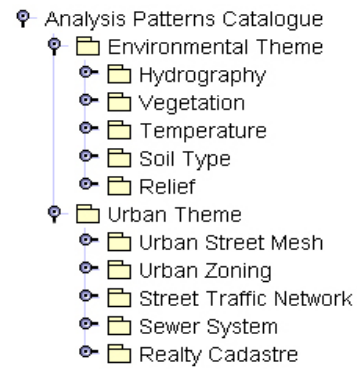 Analysis Patterns Catalogue
Environmental Theme
Hydrography
Vegetation
Temperature
Soil Type
Relief
Urban Theme
Urban Street Mesh
Urban Zoning
Street Traffic Network
Sewer System
Realty Cadastre